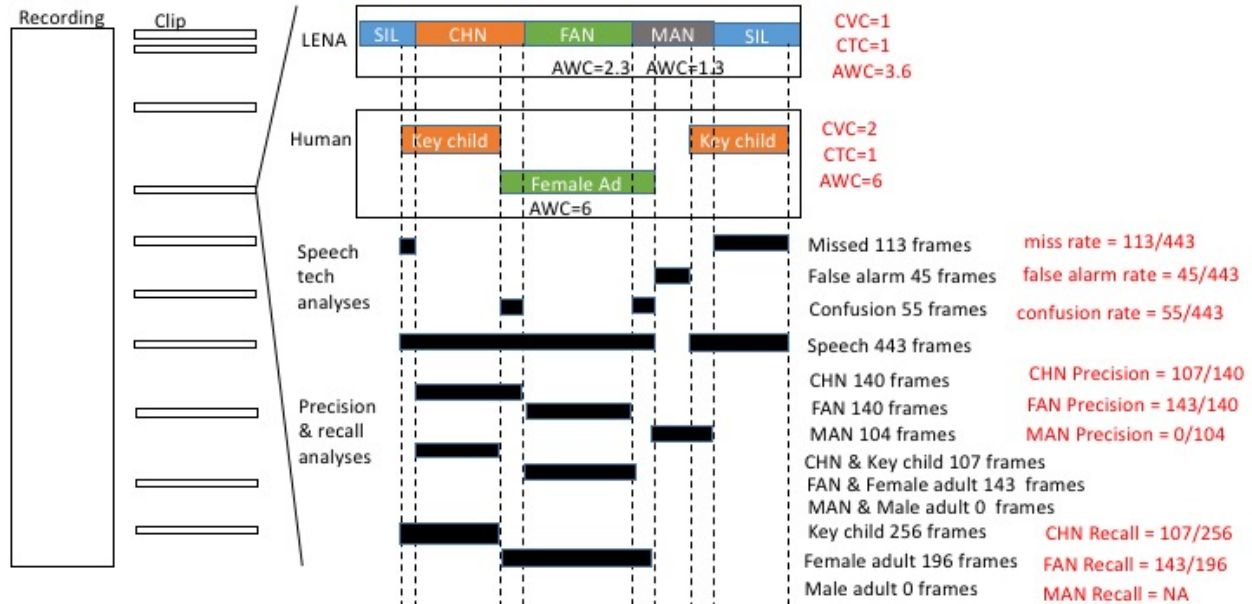 Recording
Clip
LENA
SIL CHN FAN MAN SIL
AWC=2.3 AWC=1.3
CVC=1
CTC=1
AWC=3.6
Human
Key child
Key child
Female Ad
AWC=6
CVC=2
CTC=1
AWC=6
Speech
tech
analyses
Missed 113 frames
miss rate = 113/443
False alarm 45 frames
false alarm rate = 45/443
Confusion 55 frames
confusion rate = 55/443
Speech 443 frames
Precision
& recall
analyses
CHN 140 frames
CHN Precision = 107/140
FAN 140 frames
FAN Precision = 143/140
MAN 104 frames
MAN Precision = 0/104
CHN & Key child 107 frames
FAN & Female adult 143 frames
MAN & Male adult 0 frames
Key child 256 frames
CHN Recall = 107/256
Female adult 196 frames
FAN Recall = 143/196
Male adult 0 frames
MAN Recall = NA